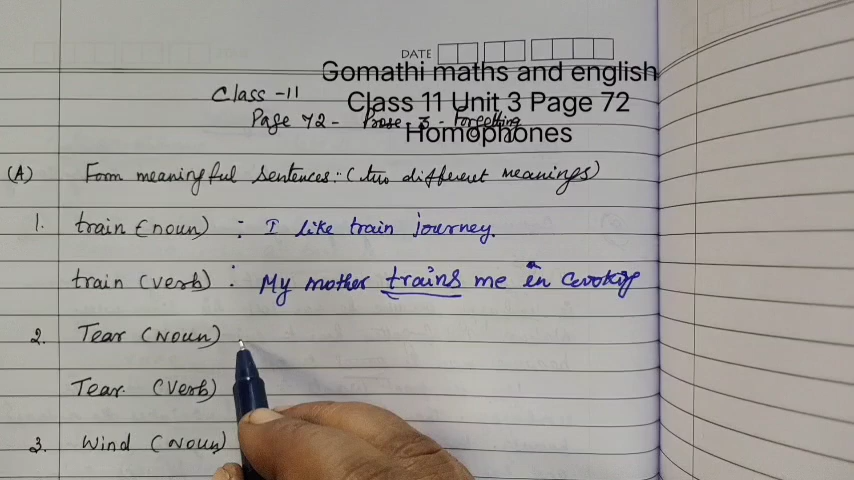 DATE
Gomathi maths and english
Class -11
Class 11 Unit 3 Page 72
Page 72 - Prose - 3 - Forgetting
Homophones
(A) Form meaningful Sentences: (two different meanings)
1. train (noun) : I like train journey.
train (verb) : My mother trains me in cooking
2. Tear (Noun)
Tear. (Verb)
3. Wind (Noun)